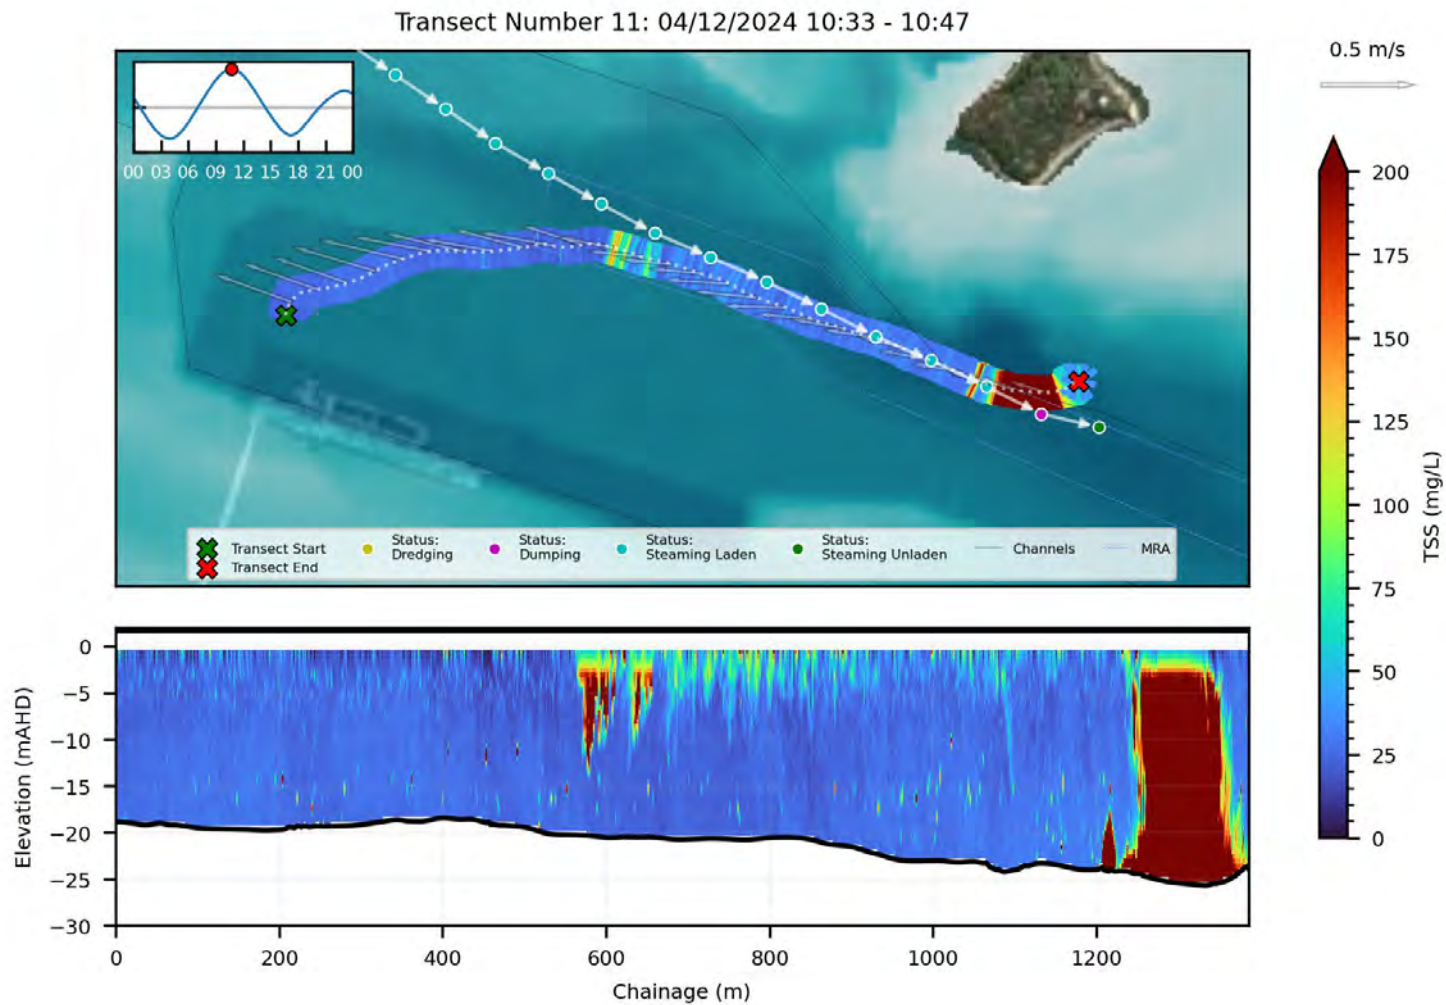 Transect Number 11: 04/12/2024 10:33 - 10:47
0.5 m/s
00 03 06 09 12 15 18 21 00
Transect Start
Transect End
Status:
Dredging
Status:
Dumping
Status:
Steaming Laden
Status:
Steaming Unladen
Channels
MRA
200
175
150
125
100
75
50
25
0
TSS (mg/L)
0
−5
−10
−15
−20
−25
−30
Elevation (mAHD)
0 200 400 600 800 1000 1200
Chainage (m)